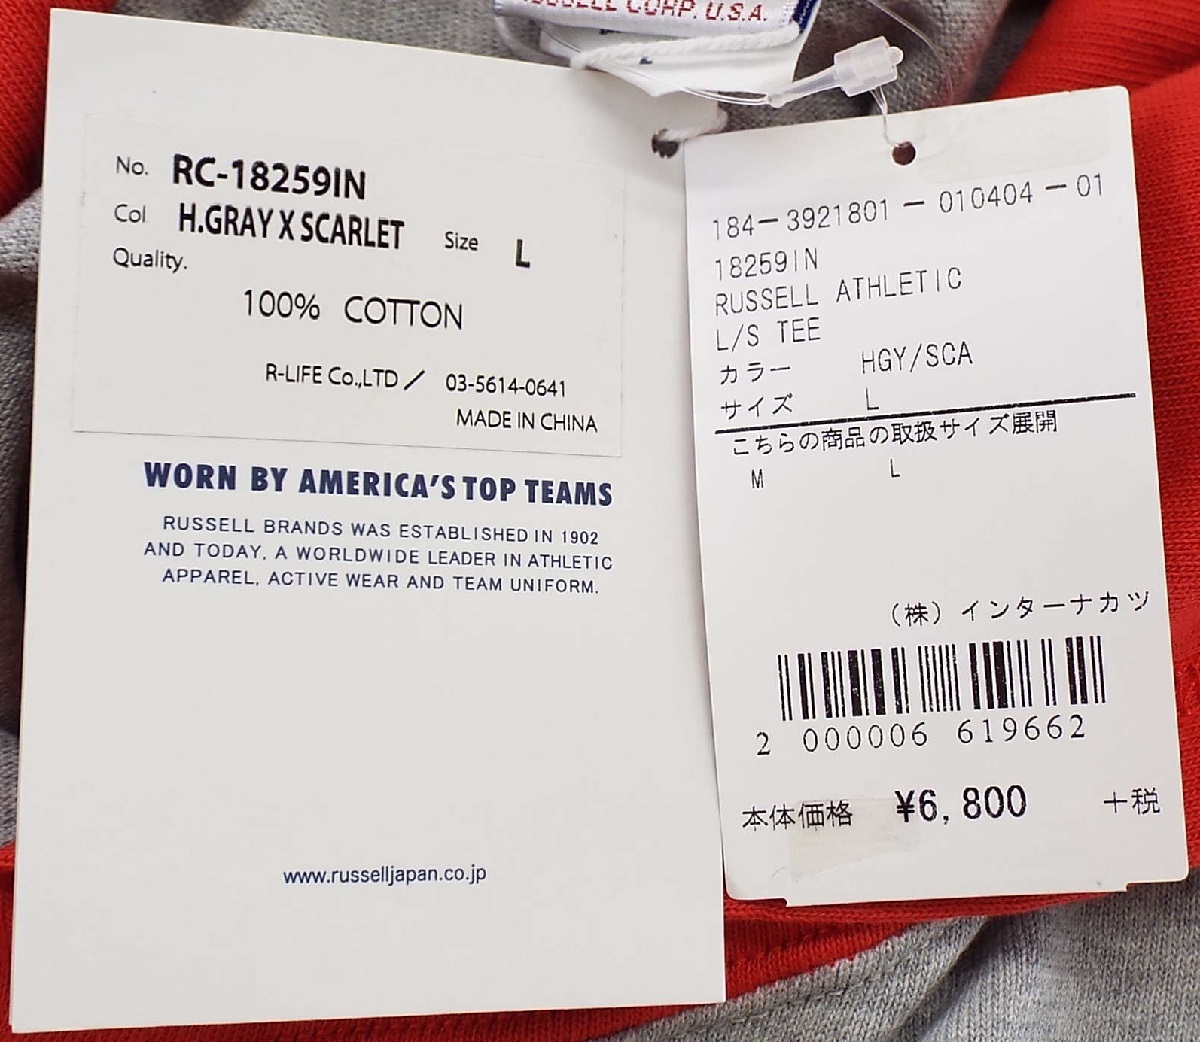 RUSSELL CORP. U.S.A.
No. RC-18259IN
Col H.GRAY X SCARLET Size L
Quality.
100% COTTON
R-LIFE Co.,LTD／ 03-5614-0641
MADE IN CHINA
WORN BY AMERICA'S TOP TEAMS
RUSSELL BRANDS WAS ESTABLISHED IN 1902
AND TODAY, A WORLDWIDE LEADER IN ATHLETIC
APPAREL, ACTIVE WEAR AND TEAM UNIFORM.
www.russelljapan.co.jp
184-3921801-010404-01
18259IN
RUSSELL ATHLETIC
L/S TEE
カラー HGY/SCA
サイズ L
こちらの商品の取扱サイズ展開
M L
（株）インターナカツ
2 000006 619662
本体価格 ¥6,800 +税